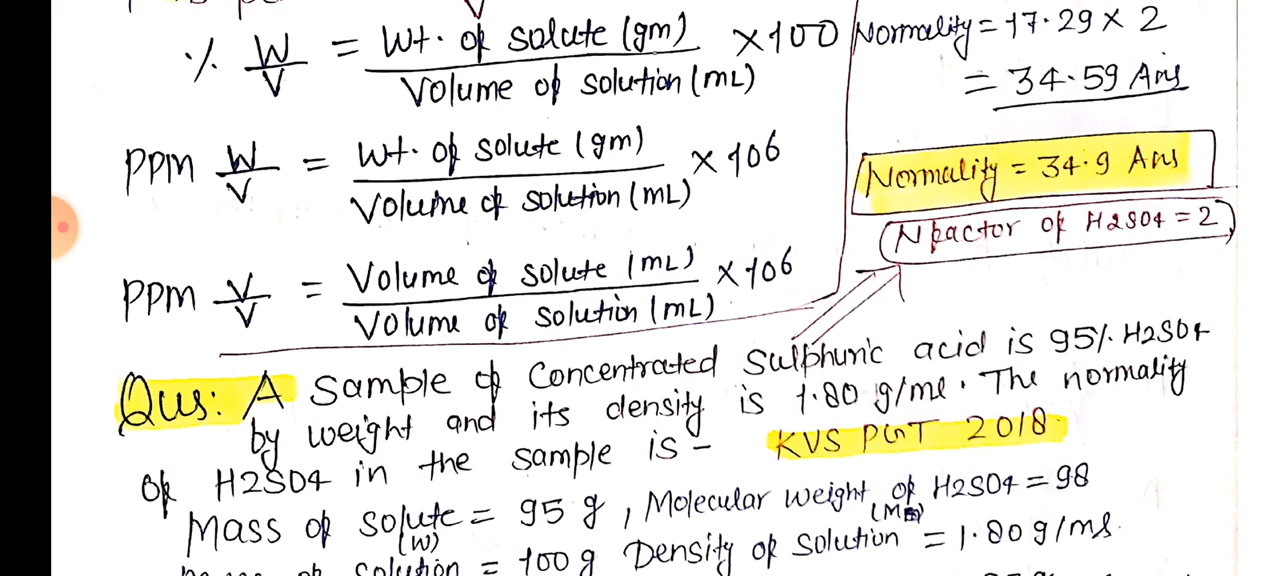 % W/V = Wt. of solute (gm) / Volume of solution (mL) × 100
PPM W/V = Wt. of solute (gm) / Volume of solution (mL) × 106
PPM V/V = Volume of solute (mL) / Volume of solution (mL) × 106
Normality = 17.29 × 2
= 34.59 Ans
Normality = 34.9 Ans
N factor of H2SO4 = 2
Qus: A sample of concentrated sulphuric acid is 95% H2SO4
by weight and its density is 1.80 g/ml. The normality
of H2SO4 in the sample is – KVS PGT 2018
Mass of solute = 95 g, Molecular weight of H2SO4 = 98
(W)
of solution = 100 g Density of solution = 1.80 g/ml.